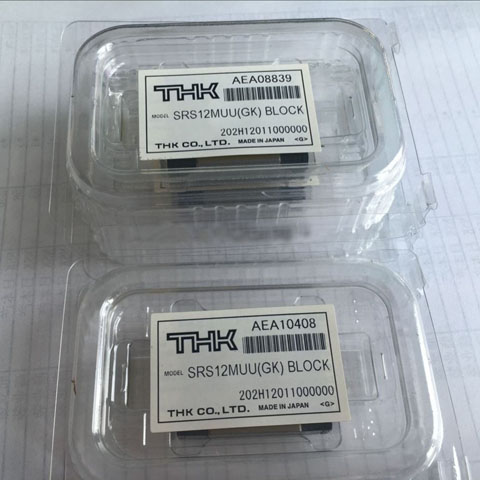 THK AEA08839
MODEL SRS12MUU(GK) BLOCK
202H12011000000
THK CO., LTD. MADE IN JAPAN <G>
THK AEA10408
MODEL SRS12MUU(GK) BLOCK
202H12011000000
THK CO., LTD. MADE IN JAPAN <G>